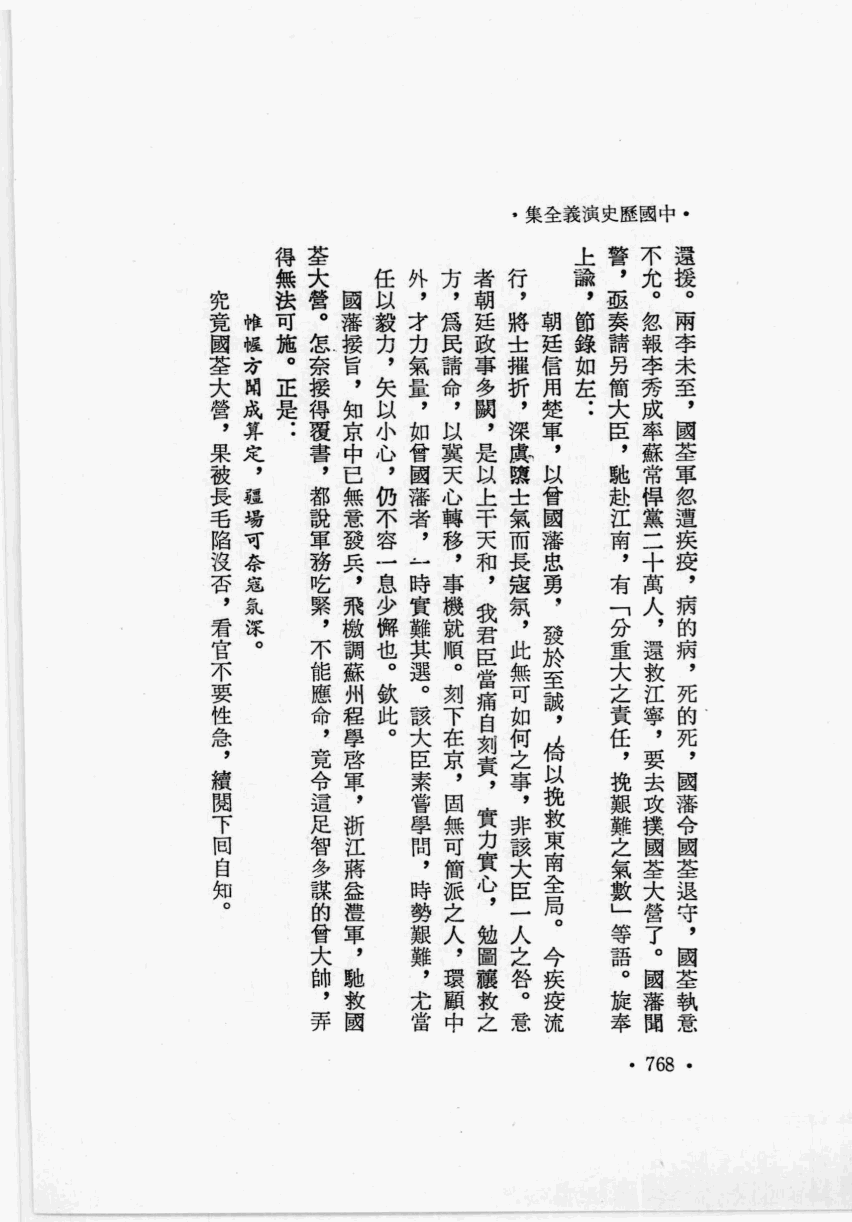 ·中國歷史演義全集·
還援。兩李未至，國荃軍忽遭疾疫，病的病，死的死，國藩令國荃退守，國荃執意
不允。忽報李秀成率蘇常悍黨二十萬人，還救江寧，要去攻撲國荃大營了。國藩聞
警，亟奏請另簡大臣，馳赴江南，有「分重大之責任，挽艱難之氣數」等語。旋奉
上諭，節錄如左：
朝廷信用楚軍，以曾國藩忠勇，發於至誠，倚以挽救東南全局。今疾疫流
行，將士摧折，深虞隳士氣而長寇氛，此無可如何之事，非該大臣一人之咎。意
者朝廷政事多闕，是以上干天和，我君臣當痛自刻責，實力實心，勉圖禳救之
方，爲民請命，以冀天心轉移，事機就順。刻下在京，固無可簡派之人，環顧中
外，才力氣量，如曾國藩者，一時實難其選。該大臣素嘗學問，時勢艱難，尤當
任以毅力，矢以小心，仍不容一息少懈也。欽此。
國藩接旨，知京中已無意發兵，飛檄調蘇州程學啓軍，浙江蔣益澧軍，馳救國
荃大營。怎奈接得覆書，都說軍務吃緊，不能應命，竟令這足智多謀的曾大帥，弄
得無法可施。正是：
帷幄方聞成算定，疆場可奈寇氛深。
究竟國荃大營，果被長毛陷沒否，看官不要性急，續閱下回自知。
·768·